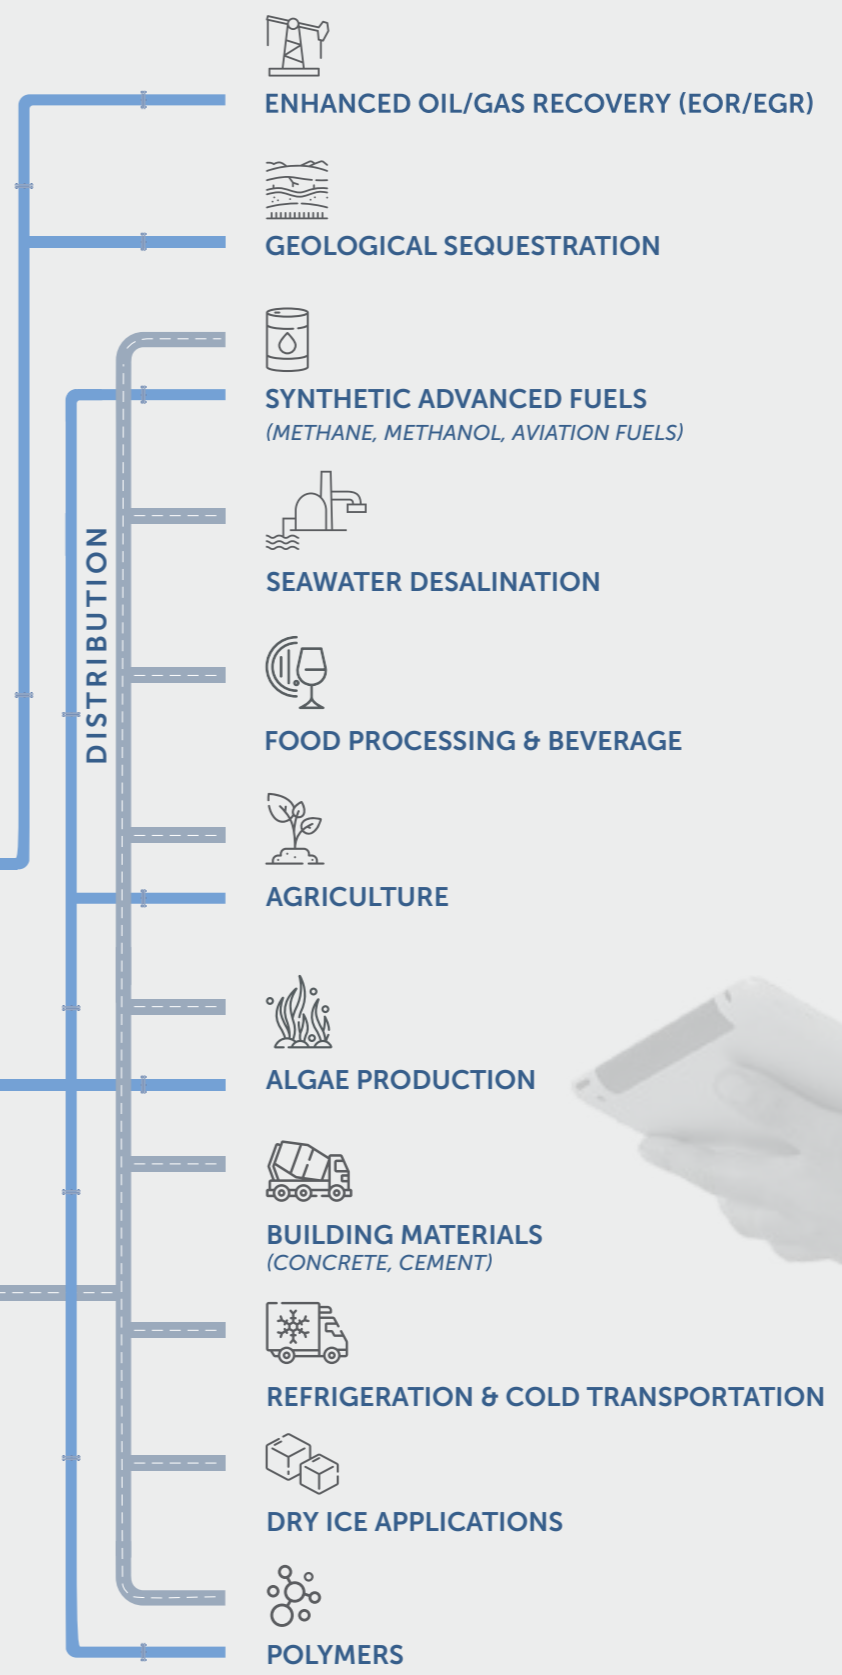 ENHANCED OIL/GAS RECOVERY (EOR/EGR)
GEOLOGICAL SEQUESTRATION
SYNTHETIC ADVANCED FUELS
(METHANE, METHANOL, AVIATION FUELS)
DISTRIBUTION
SEAWATER DESALINATION
FOOD PROCESSING & BEVERAGE
AGRICULTURE
ALGAE PRODUCTION
BUILDING MATERIALS
(CONCRETE, CEMENT)
REFRIGERATION & COLD TRANSPORTATION
DRY ICE APPLICATIONS
POLYMERS